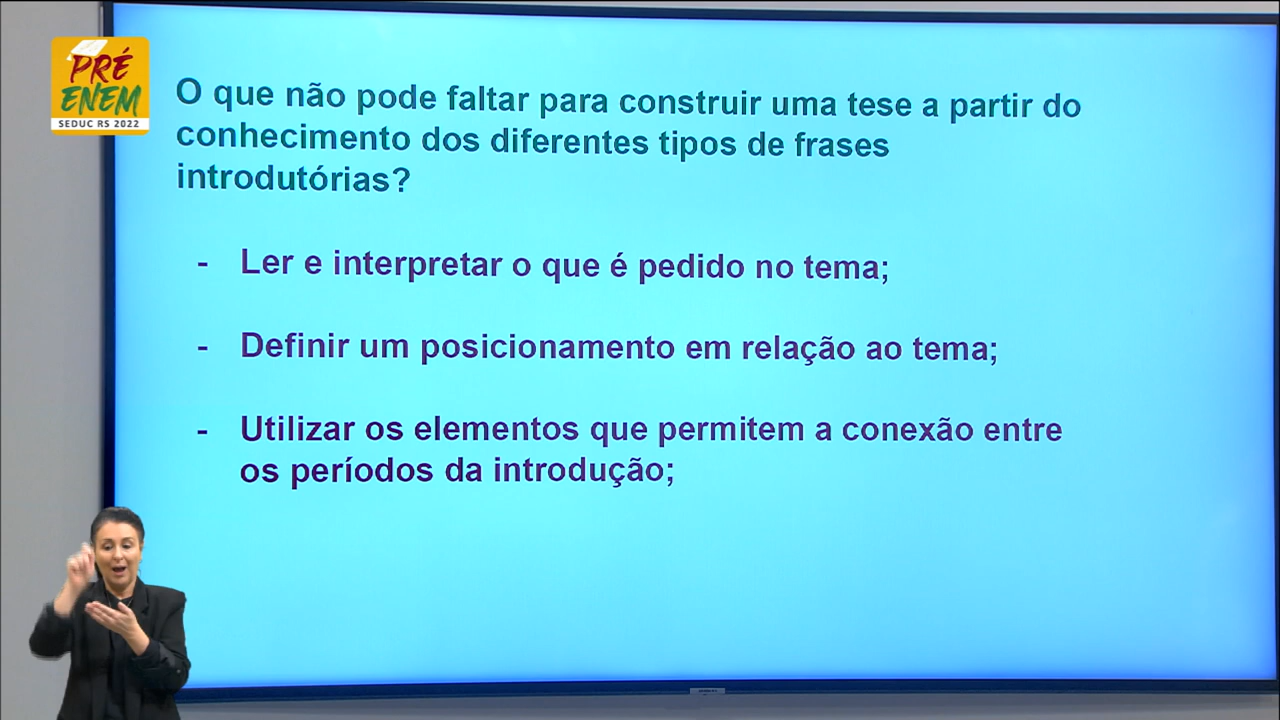 PRÉ
ENEM
SEDUC RS 2022
O que não pode faltar para construir uma tese a partir do
conhecimento dos diferentes tipos de frases
introdutórias?
- Ler e interpretar o que é pedido no tema;
- Definir um posicionamento em relação ao tema;
- Utilizar os elementos que permitem a conexão entre
os períodos da introdução;